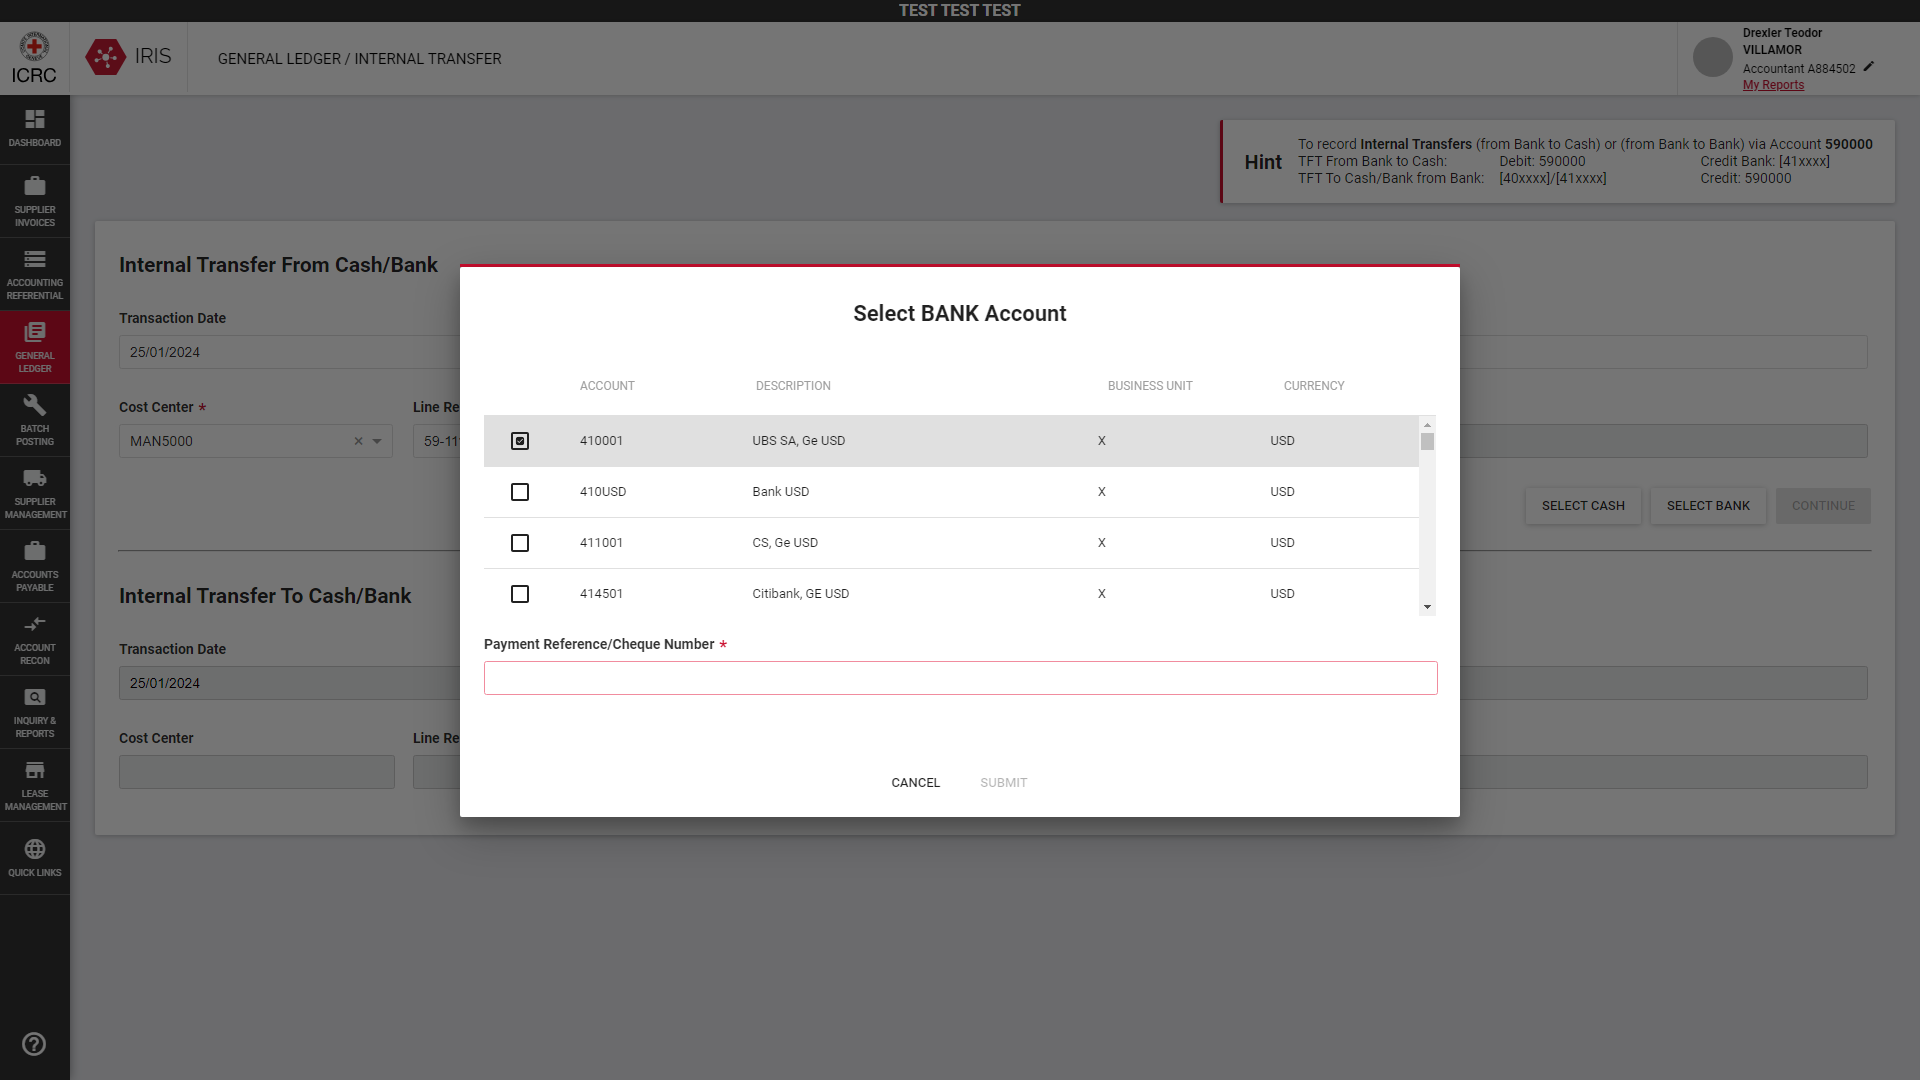 TEST TEST TEST
ICRC
IRIS
GENERAL LEDGER / INTERNAL TRANSFER
Drexler Teodor
VILLAMOR
Accountant A884502
My Reports
DASHBOARD
SUPPLIER
INVOICES
ACCOUNTING
REFERENTIAL
GENERAL
LEDGER
BATCH
POSTING
SUPPLIER
MANAGEMENT
ACCOUNTS
PAYABLE
ACCOUNT
RECON
INQUIRY &
REPORTS
LEASE
MANAGEMENT
QUICK LINKS
Hint
To record Internal Transfers (from Bank to Cash) or (from Bank to Bank) via Account 590000
TFT From Bank to Cash: Debit: 590000 Credit Bank: [41xxxx]
TFT To Cash/Bank from Bank: [40xxxx]/[41xxxx] Credit: 590000
Internal Transfer From Cash/Bank
Transaction Date
25/01/2024
Cost Center *
Line Re
MAN5000
59-11
SELECT CASH
SELECT BANK
CONTINUE
Internal Transfer To Cash/Bank
Transaction Date
25/01/2024
Cost Center
Line Re
Select BANK Account
ACCOUNT DESCRIPTION BUSINESS UNIT CURRENCY
410001 UBS SA, Ge USD X USD
410USD Bank USD X USD
411001 CS, Ge USD X USD
414501 Citibank, GE USD X USD
Payment Reference/Cheque Number *
CANCEL
SUBMIT